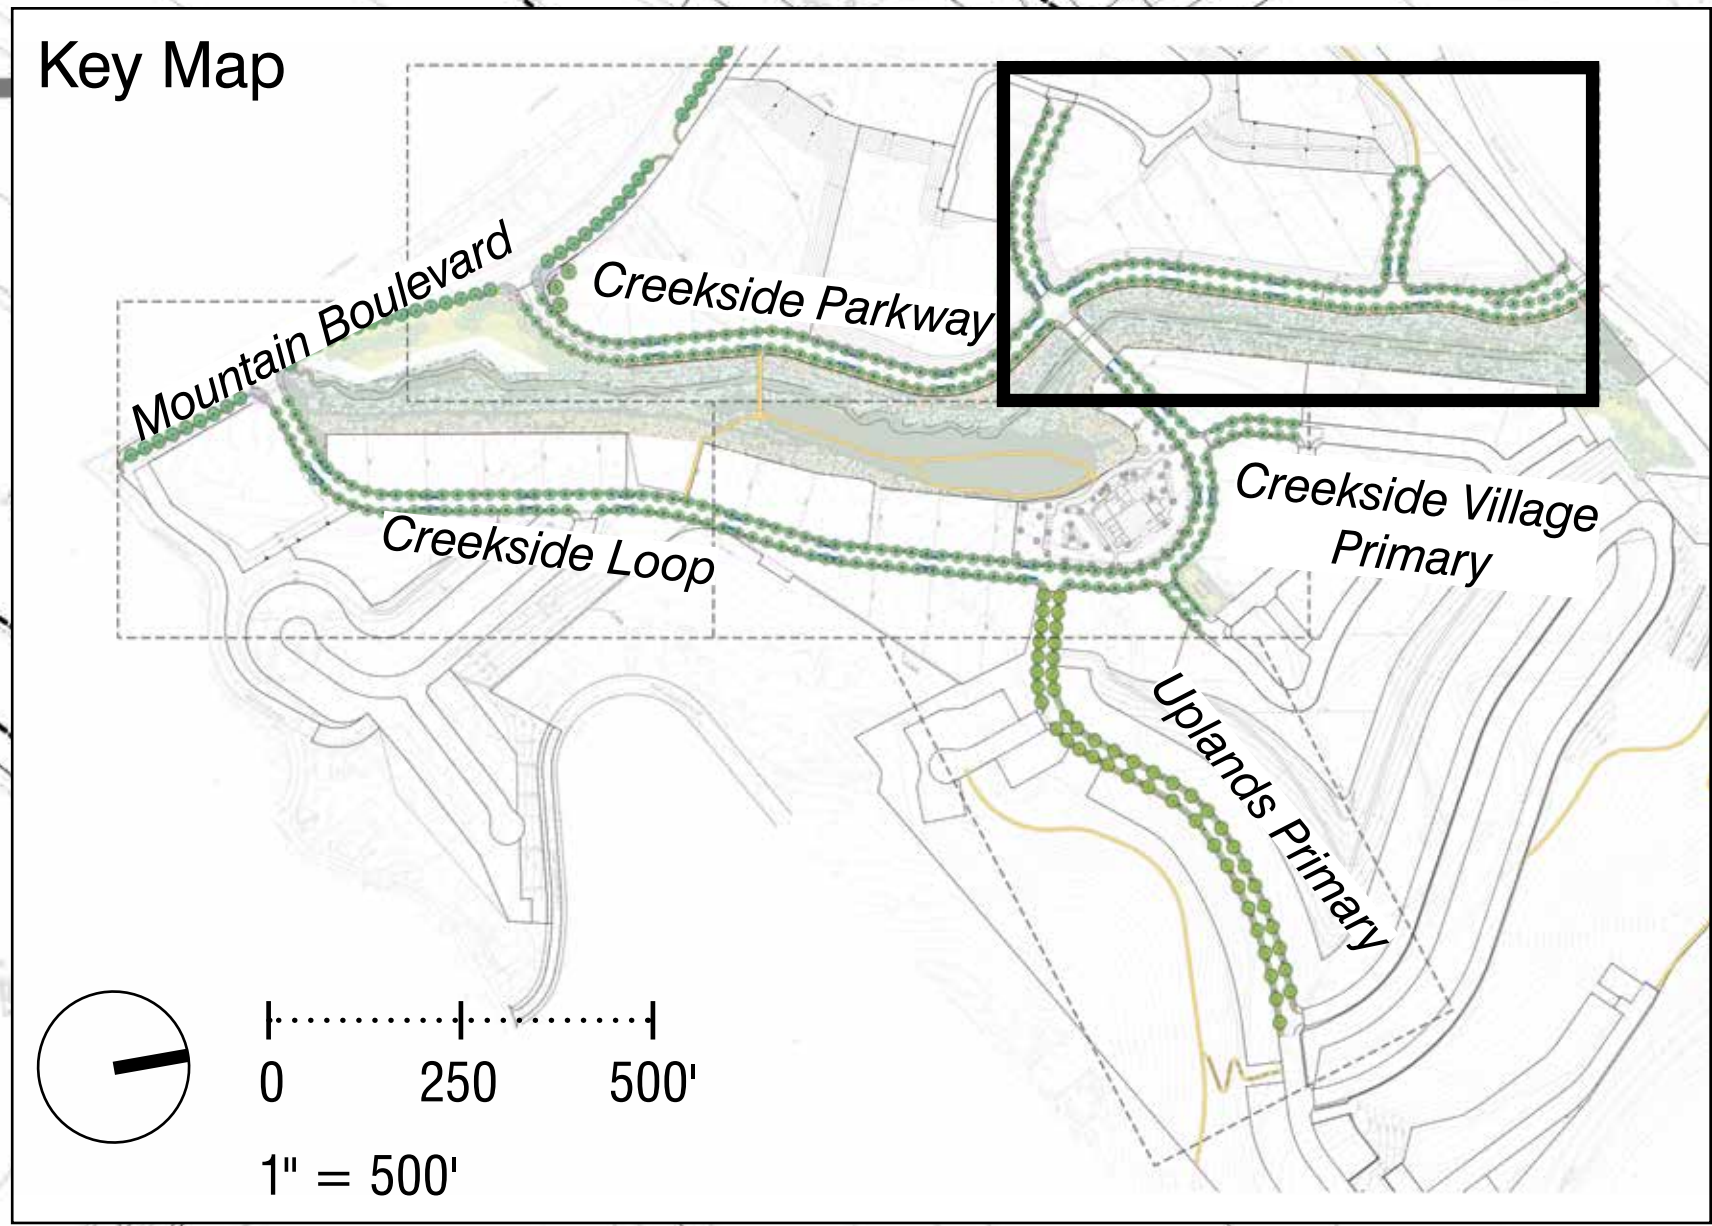 Key Map
Mountain Boulevard
Creekside Parkway
Creekside Loop
Creekside Village
Primary
Uplands Primary
0 250 500'
1" = 500'